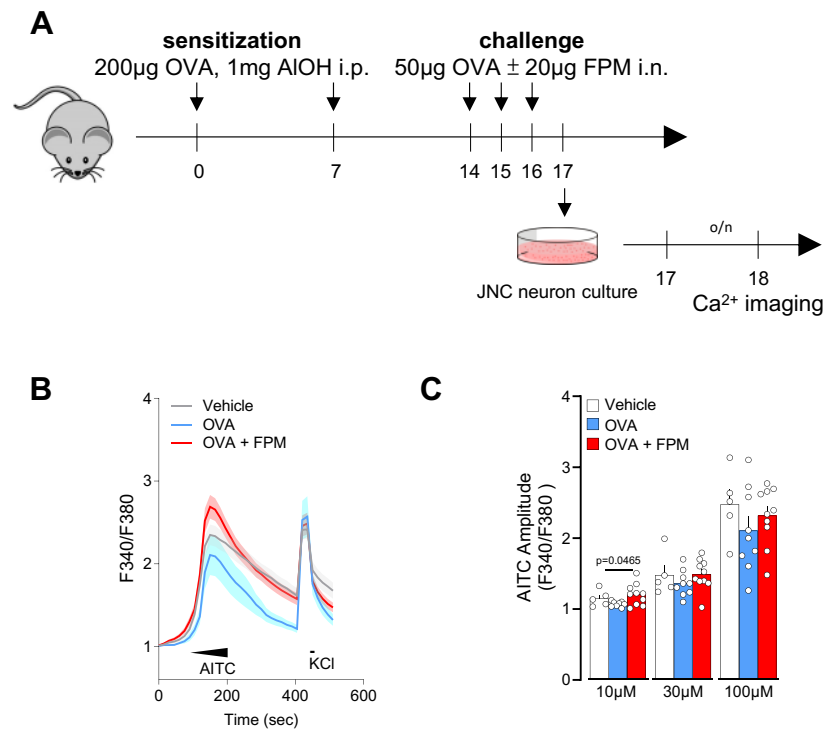 A
sensitization
200µg OVA, 1mg AlOH i.p.
challenge
50µg OVA ± 20µg FPM i.n.
0
7
14
15
16
17
JNC neuron culture
o/n
17
18
Ca²⁺ imaging
B
Vehicle
OVA
OVA + FPM
F340/F380
4
3
2
1
AITC
KCl
0
200
400
600
Time (sec)
C
Vehicle
OVA
OVA + FPM
AITC Amplitude
(F340/F380 )
4
3
2
1
0
p=0.0465
10µM
30µM
100µM